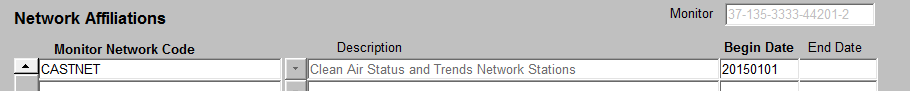 Network Affiliations Monitor 37-135-3333-44201-2
Monitor Network Code Description Begin Date End Date
CASTNET Clean Air Status and Trends Network Stations 20150101